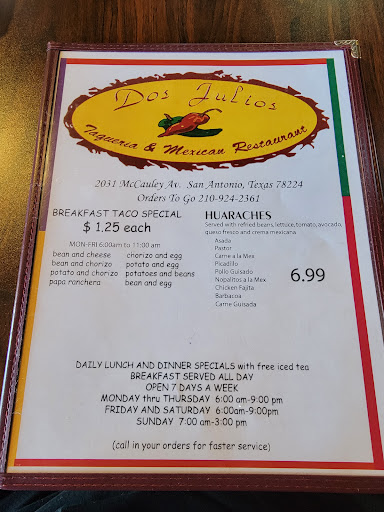 Dos Julios
Taqueria & Mexican Restaurant
2031 McCauley Av. San Antonio, Texas 78224
Orders To Go 210-924-2361
BREAKFAST TACO SPECIAL
$ 1.25 each
MON-FRI 6:00am to 11:00 am
bean and cheese chorizo and egg
bean and chorizo potato and egg
potato and chorizo potatoes and beans
papa ranchera bean and egg
HUARACHES
Served with refried beans, lettuce, tomato, avocado,
queso fresco and crema mexicana
Asada
Pastor
Carne a la Mex
Picadillo
Pollo Guisado
Nopalitos a la Mex
Chicken Fajita
Barbacoa
Carne Guisada
6.99
DAILY LUNCH AND DINNER SPECIALS with free iced tea
BREAKFAST SERVED ALL DAY
OPEN 7 DAYS A WEEK
MONDAY thru THURSDAY 6:00 am-9:00 pm
FRIDAY AND SATURDAY 6:00am-9:00pm
SUNDAY 7:00 am-3:00 pm
(call in your orders for faster service)